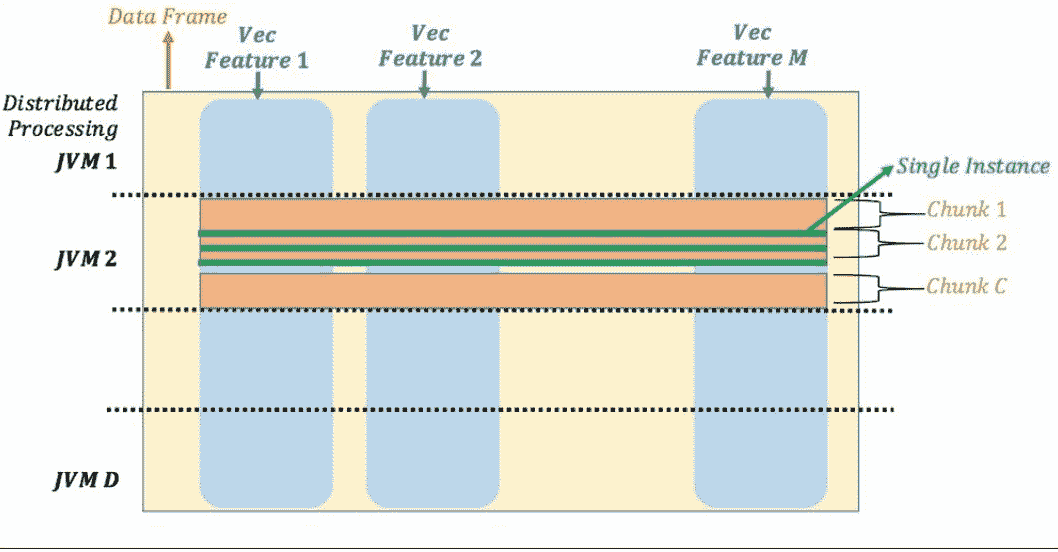 Data Frame
Vec
Feature 1
Vec
Feature 2
Vec
Feature M
Distributed
Processing
JVM 1
Single Instance
Chunk 1
Chunk 2
JVM 2
Chunk C
JVM D